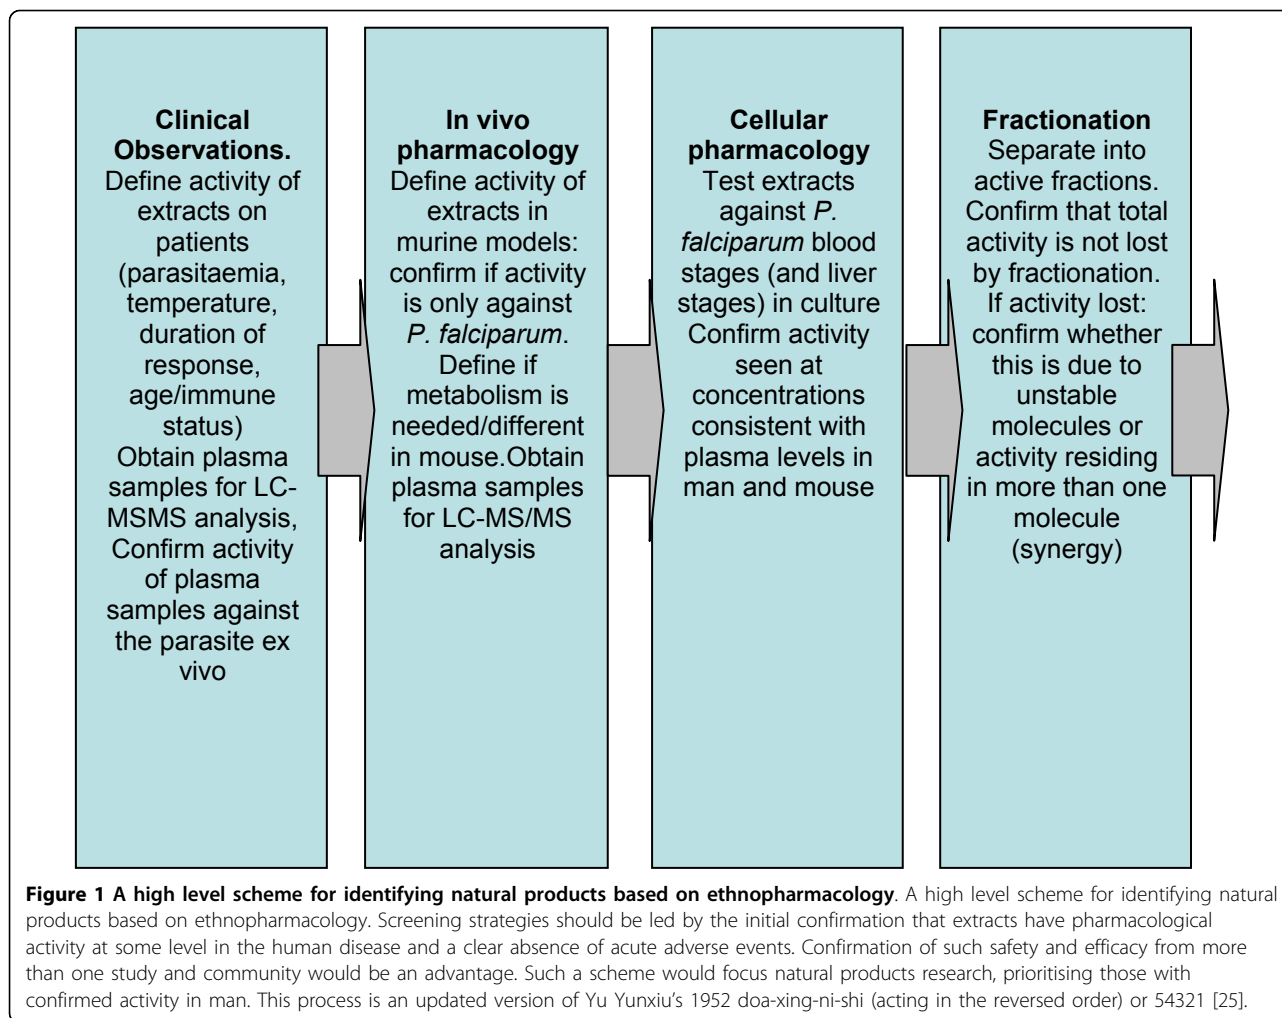 Clinical
Observations.
Define activity of
extracts on
patients
(parasitaemia,
temperature,
duration of
response,
age/immune
status)
Obtain plasma
samples for LC-
MSMS analysis,
Confirm activity
of plasma
samples against
the parasite ex
vivo
In vivo
pharmacology
Define activity of
extracts in
murine models:
confirm if activity
is only against
P. falciparum.
Define if
metabolism is
needed/different
in mouse.Obtain
plasma samples
for LC-MS/MS
analysis
Cellular
pharmacology
Test extracts
against P.
falciparum blood
stages (and liver
stages) in culture
Confirm activity
seen at
concentrations
consistent with
plasma levels in
man and mouse
Fractionation
Separate into
active fractions.
Confirm that total
activity is not lost
by fractionation.
If activity lost:
confirm whether
this is due to
unstable
molecules or
activity residing
in more than one
molecule
(synergy)
Figure 1 A high level scheme for identifying natural products based on ethnopharmacology. A high level scheme for identifying natural
products based on ethnopharmacology. Screening strategies should be led by the initial confirmation that extracts have pharmacological
activity at some level in the human disease and a clear absence of acute adverse events. Confirmation of such safety and efficacy from more
than one study and community would be an advantage. Such a scheme would focus natural products research, prioritising those with
confirmed activity in man. This process is an updated version of Yu Yunxiu's 1952 doa-xing-ni-shi (acting in the reversed order) or 54321 [25].